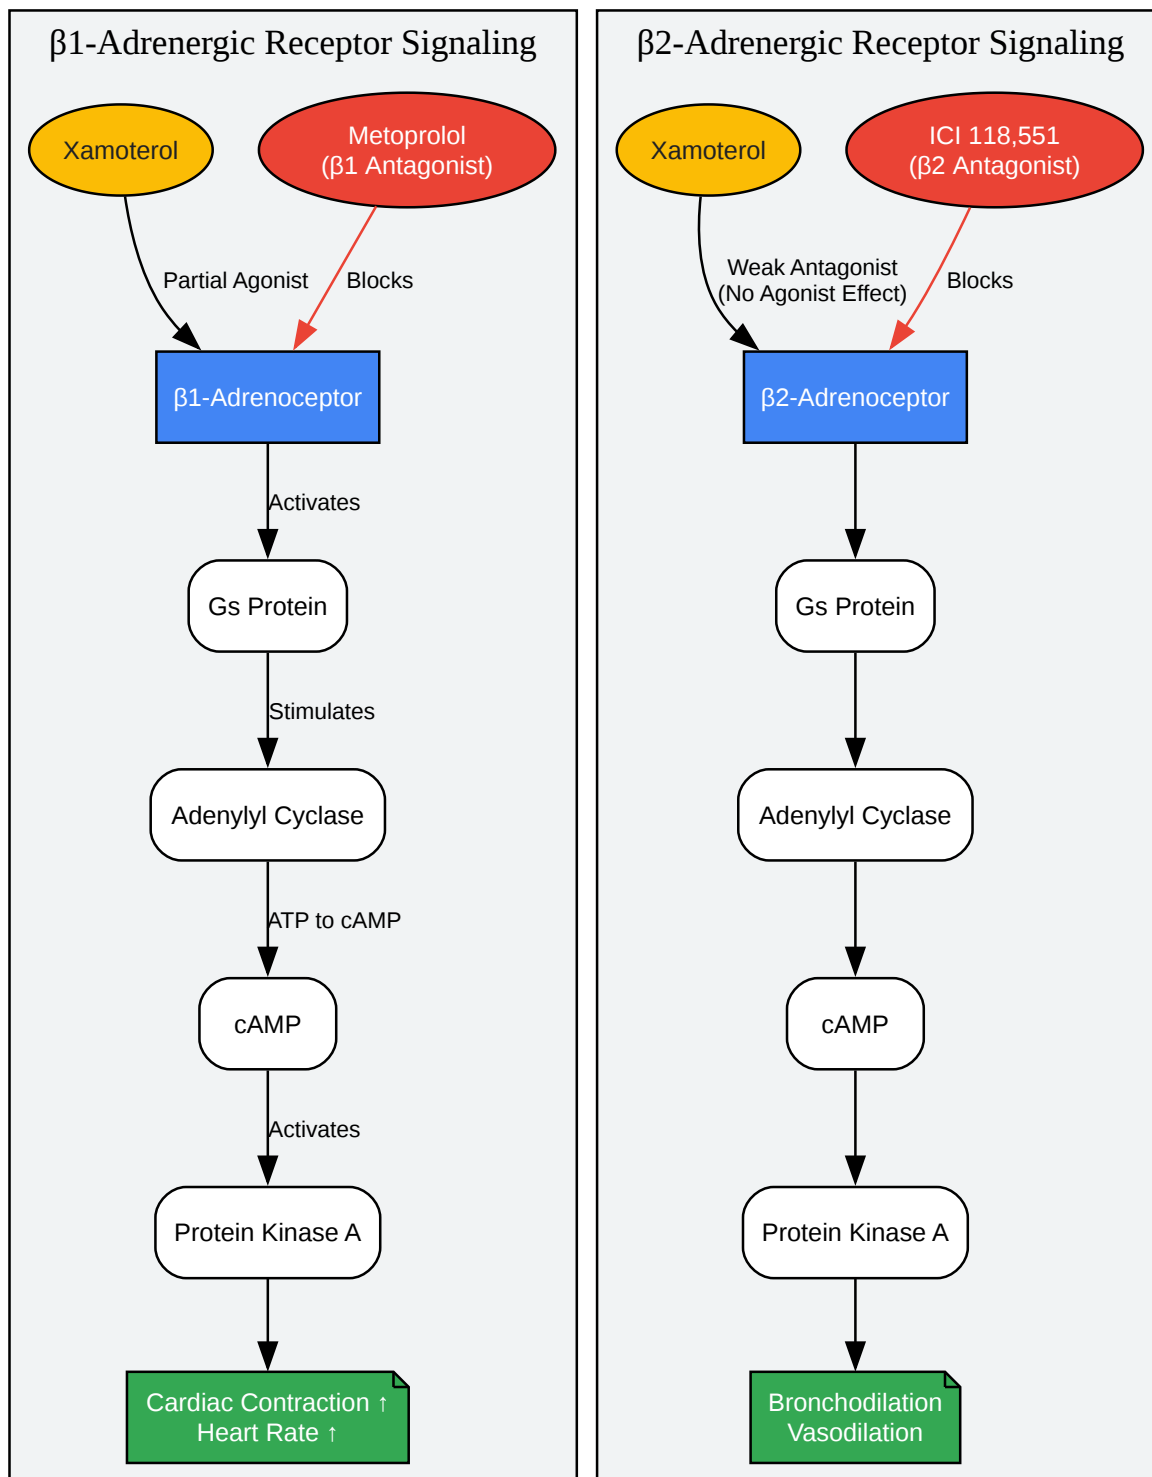 β1-Adrenergic Receptor Signaling
Xamoterol
Metoprolol
(β1 Antagonist)
Partial Agonist
Blocks
β1-Adrenoceptor
Activates
Gs Protein
Stimulates
Adenylyl Cyclase
ATP to cAMP
cAMP
Activates
Protein Kinase A
Cardiac Contraction ↑
Heart Rate ↑
β2-Adrenergic Receptor Signaling
Xamoterol
ICI 118,551
(β2 Antagonist)
Weak Antagonist
(No Agonist Effect)
Blocks
β2-Adrenoceptor
Gs Protein
Adenylyl Cyclase
cAMP
Protein Kinase A
Bronchodilation
Vasodilation